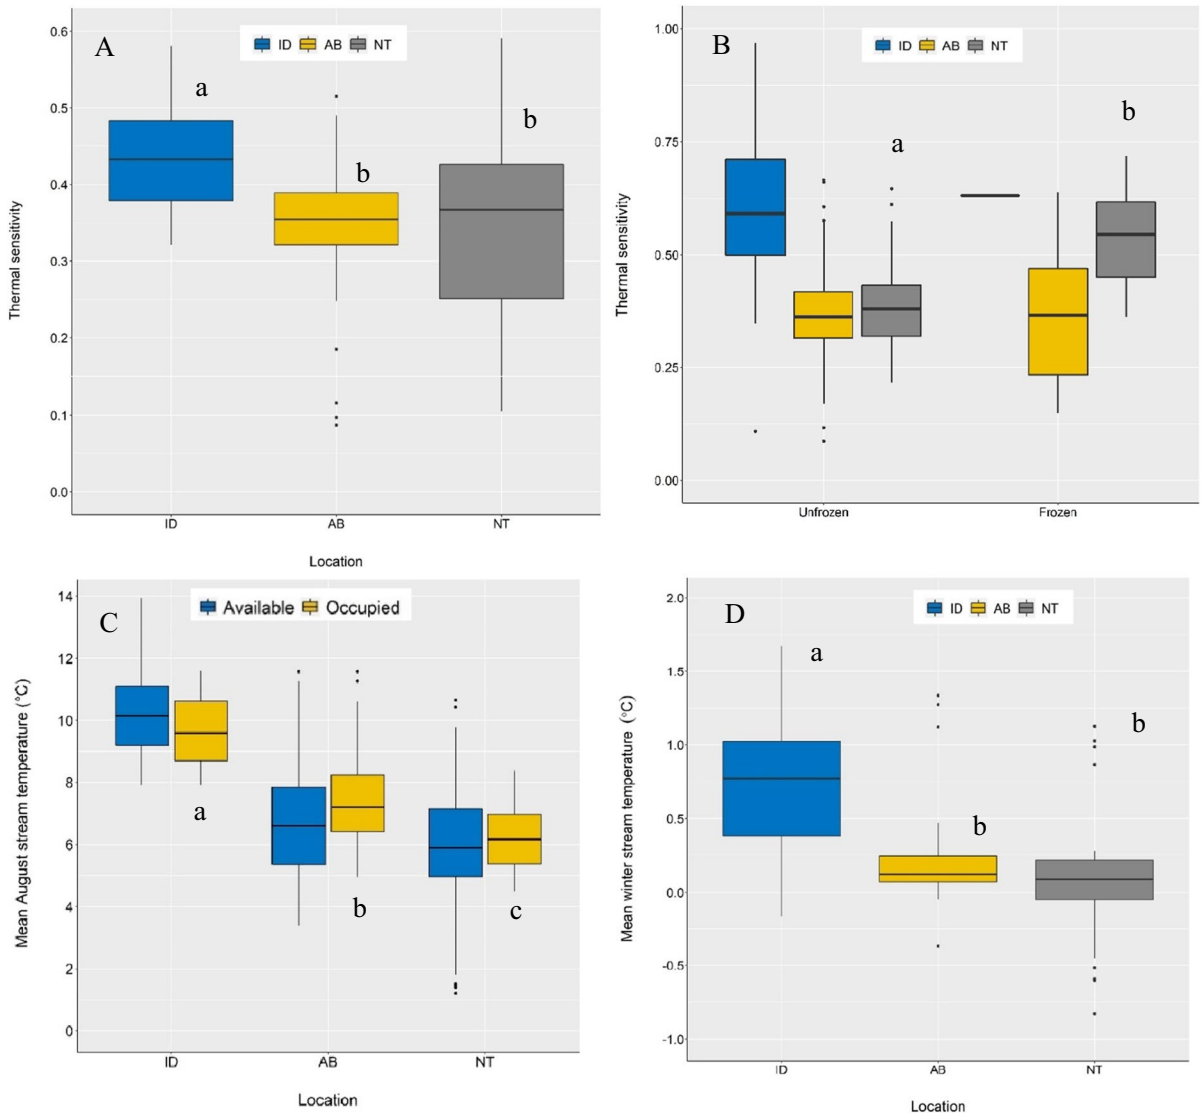 A
ID AB NT
a
b
b
0.6
0.5
0.4
0.3
0.2
0.1
0.0
Thermal sensitivity
ID AB NT
Location
B
ID AB NT
a
b
1.00
0.75
0.50
0.25
0.00
Thermal sensitivity
Unfrozen Frozen
C
Available Occupied
a
b
c
14
12
10
8
6
4
2
0
Mean August stream temperature (°C)
ID AB NT
Location
D
ID AB NT
a
b
b
2.0
1.5
1.0
0.5
0.0
-0.5
-1.0
Mean winter stream temperature (°C)
ID AB NT
Location